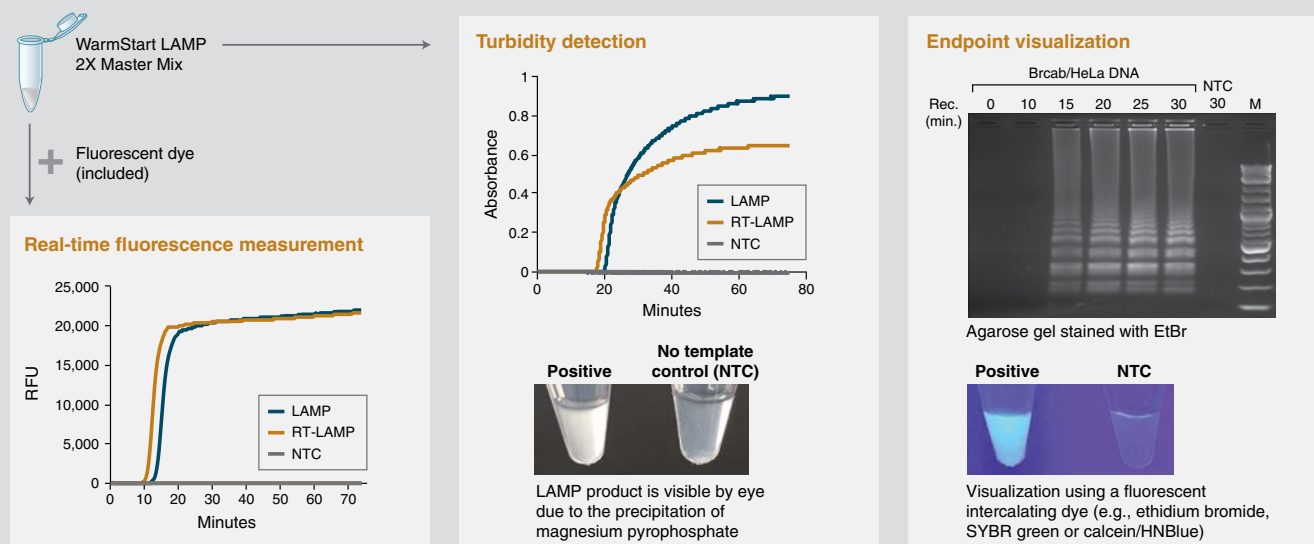 WarmStart LAMP
2X Master Mix
+
Fluorescent dye
(included)
Real-time fluorescence measurement
25,000
20,000
15,000
10,000
5,000
0
RFU
LAMP
RT-LAMP
NTC
0 10 20 30 40 50 60 70
Minutes
Turbidity detection
1
0.8
0.6
0.4
0.2
0
Absorbance
LAMP
RT-LAMP
NTC
0 20 40 60 80
Minutes
Positive
No template
control (NTC)
LAMP product is visible by eye
due to the precipitation of
magnesium pyrophosphate
Endpoint visualization
Brcab/HeLa DNA
NTC
Rec.
(min.)
0 10 15 20 25 30 30 M
Agarose gel stained with EtBr
Positive NTC
Visualization using a fluorescent
intercalating dye (e.g., ethidium bromide,
SYBR green or calcein/HNBlue)